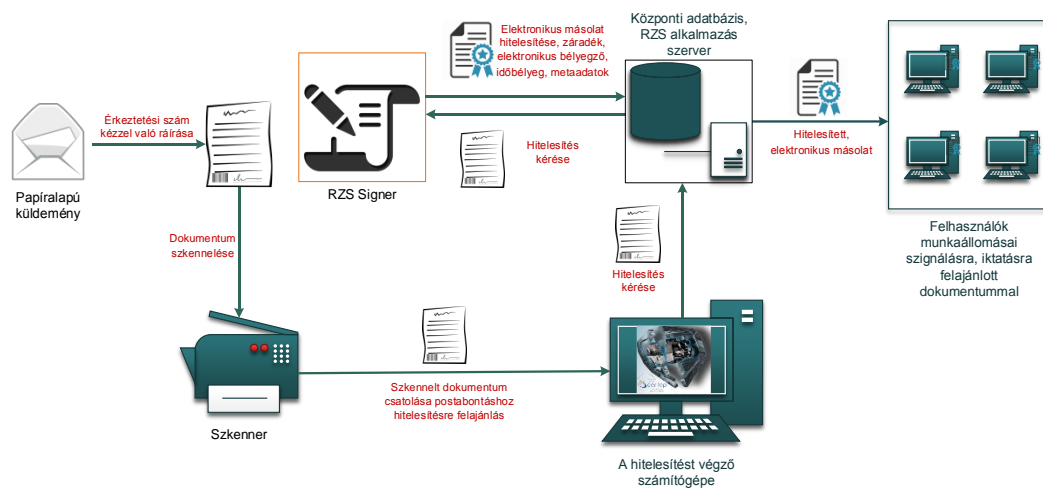 Elektronikus másolat
hitelesítése, záradék,
elektronikus bélyegző,
időbélyeg, metaadatok
Központi adatbázis,
RZS alkalmazás
szerver
Érkeztetési szám
kézzel való ráírása
Hitelesítés
kérése
Hitelesített,
elektronikus másolat
Papíralapú
küldemény
RZS Signer
Felhasználók
munkaállomásai
szignálásra, iktatásra
felajánlott
dokumentummal
Dokumentum
szkennelése
Hitelesítés
kérése
Szkennelt dokumentum
csatolása postabontáshoz
hitelesítésre felajánlás
Szkenner
A hitelesítést végző
számítógépe